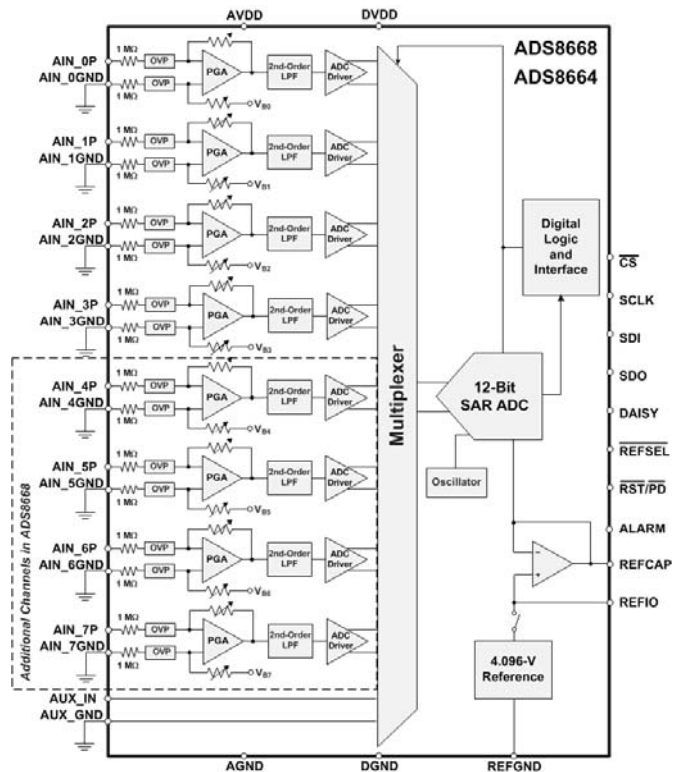 AVDD
DVDD
ADS8668
ADS8664
AIN_0P
1 MΩ
OVP
AIN_0GND
1 MΩ
OVP
PGA
2nd-Order
LPF
ADC
Driver
VB0
AIN_1P
1 MΩ
OVP
AIN_1GND
1 MΩ
OVP
PGA
2nd-Order
LPF
ADC
Driver
VB1
AIN_2P
1 MΩ
OVP
AIN_2GND
1 MΩ
OVP
PGA
2nd-Order
LPF
ADC
Driver
VB2
AIN_3P
1 MΩ
OVP
AIN_3GND
1 MΩ
OVP
PGA
2nd-Order
LPF
ADC
Driver
VB3
Additional Channels in ADS8668
AIN_4P
1 MΩ
OVP
AIN_4GND
1 MΩ
OVP
PGA
2nd-Order
LPF
ADC
Driver
VB4
AIN_5P
1 MΩ
OVP
AIN_5GND
1 MΩ
OVP
PGA
2nd-Order
LPF
ADC
Driver
VB5
AIN_6P
1 MΩ
OVP
AIN_6GND
1 MΩ
OVP
PGA
2nd-Order
LPF
ADC
Driver
VB6
AIN_7P
1 MΩ
OVP
AIN_7GND
1 MΩ
OVP
PGA
2nd-Order
LPF
ADC
Driver
VB7
AUX_IN
AUX_GND
Multiplexer
Digital
Logic
and
Interface
12-Bit
SAR ADC
Oscillator
4.096-V
Reference
CS
SCLK
SDI
SDO
DAISY
REFSEL
RST/PD
ALARM
REFCAP
REFIO
AGND
DGND
REFGND